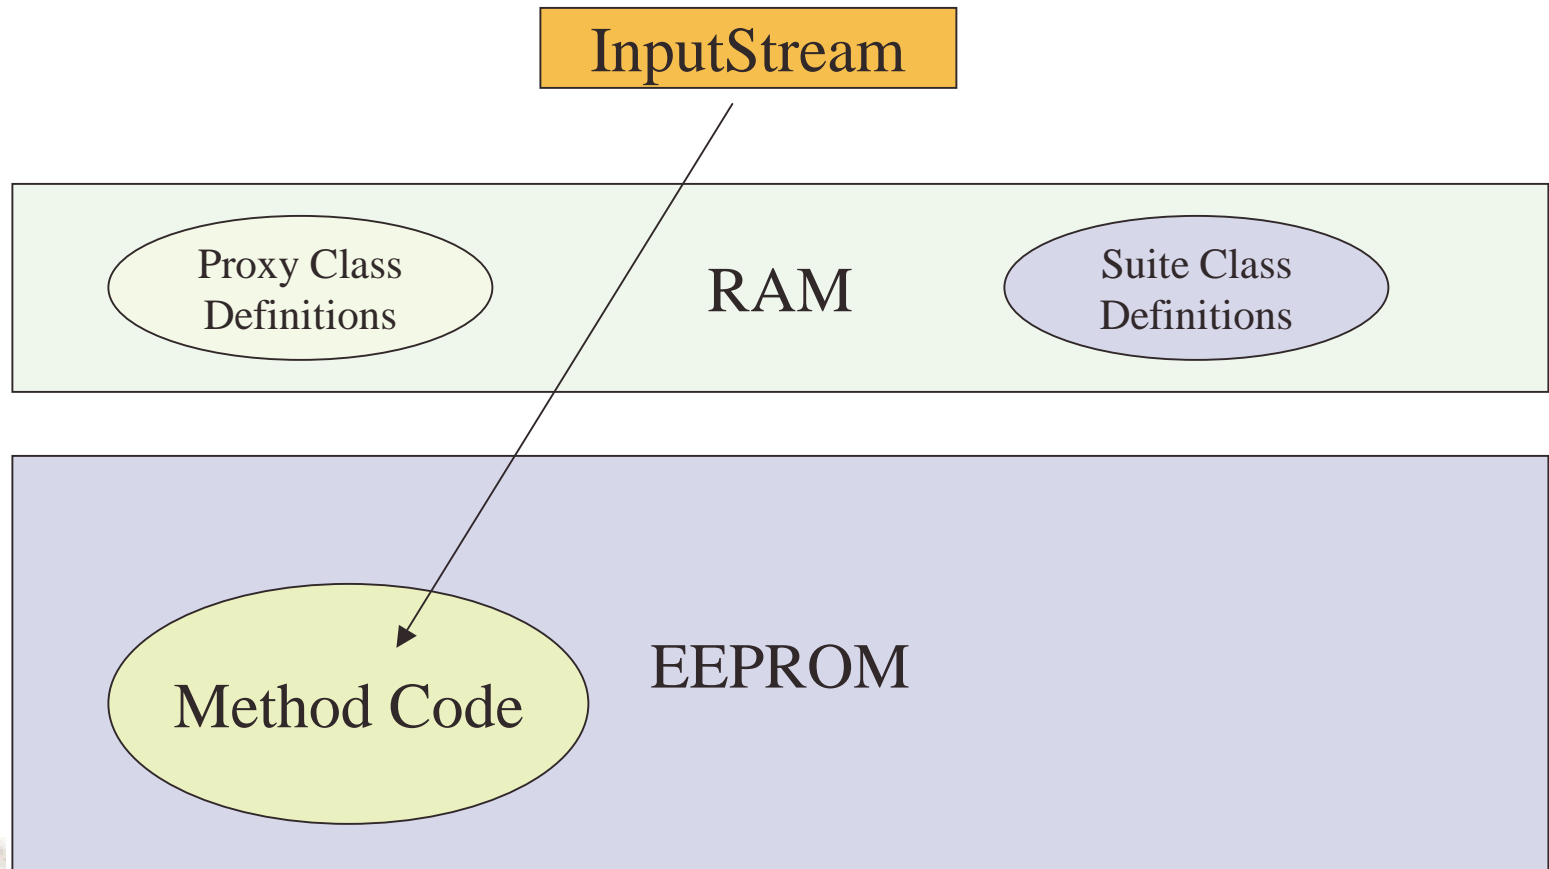 InputStream
Proxy Class
Definitions
RAM
Suite Class
Definitions
Method Code
EEPROM